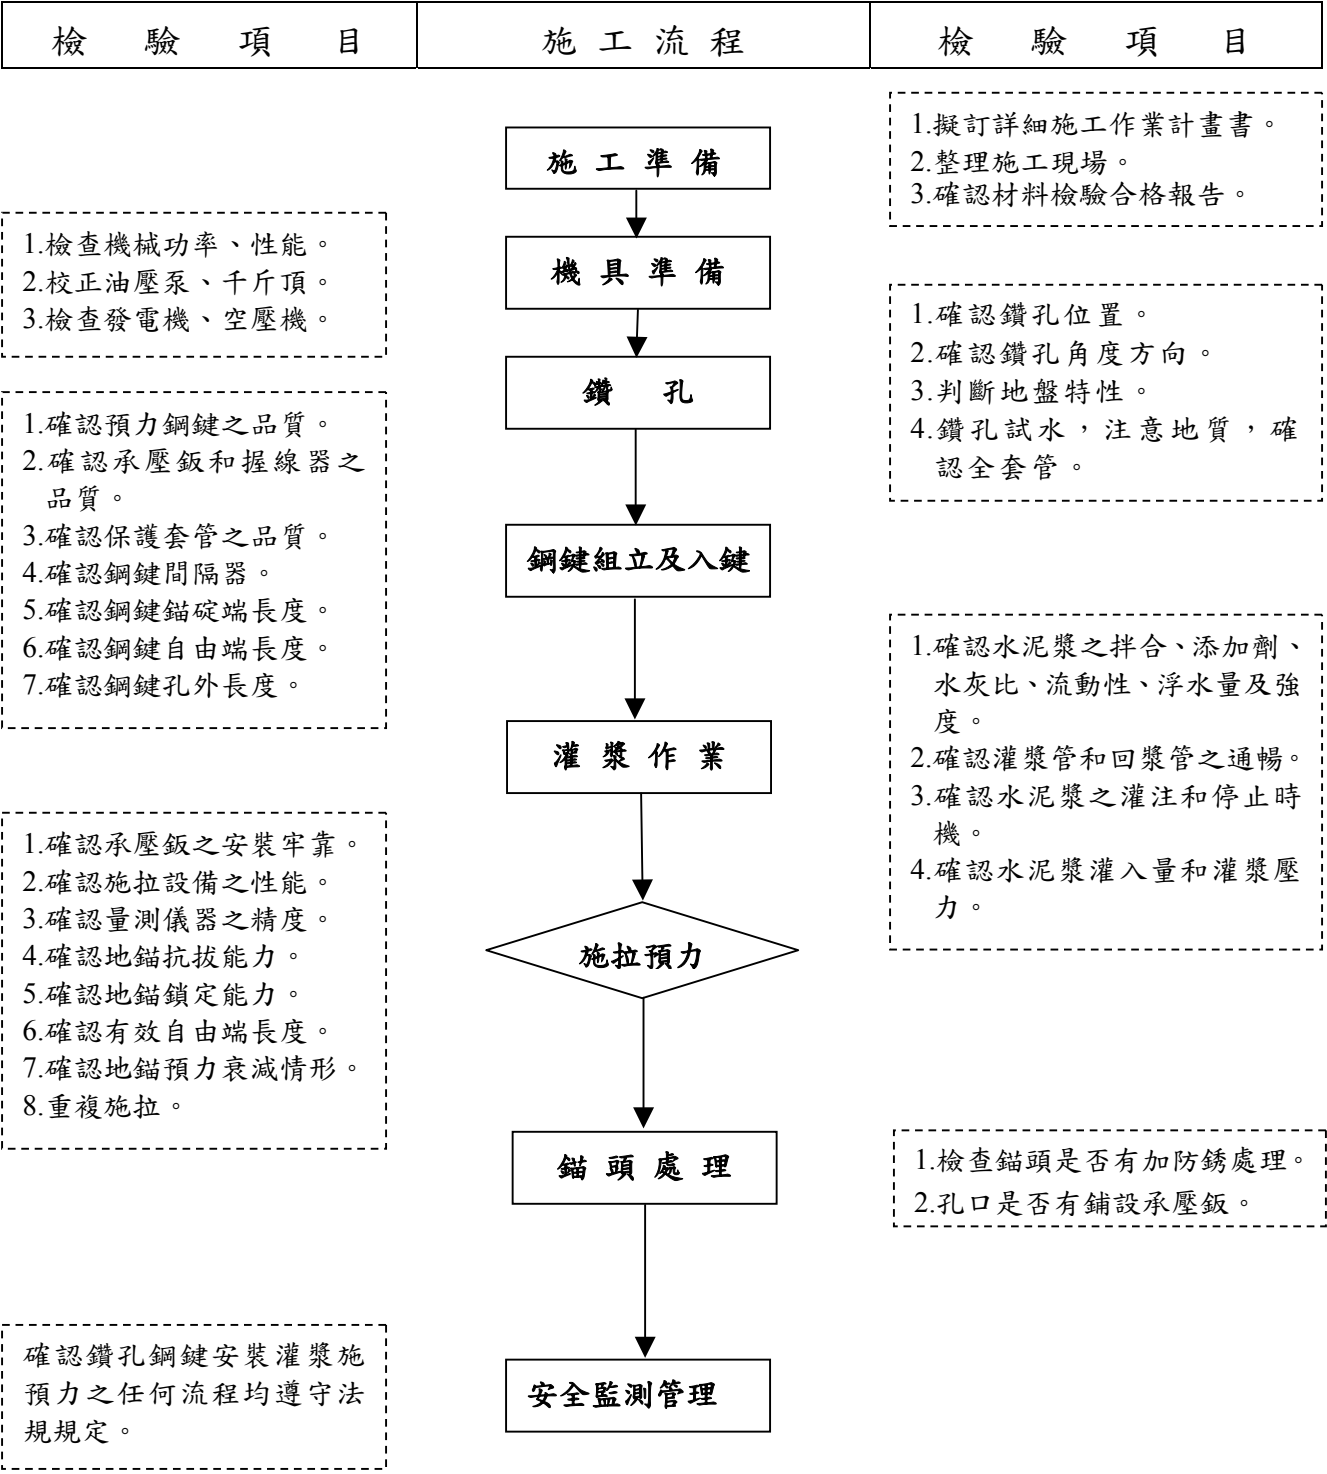 檢驗項目
施工流程
檢驗項目
施工準備
1.擬訂詳細施工作業計畫書。
2.整理施工現場。
3.確認材料檢驗合格報告。
1.檢查機械功率、性能。
2.校正油壓泵、千斤頂。
3.檢查發電機、空壓機。
機具準備
鑽孔
1.確認鑽孔位置。
2.確認鑽孔角度方向。
3.判斷地盤特性。
4.鑽孔試水，注意地質，確
認全套管。
1.確認預力鋼鍵之品質。
2.確認承壓鈑和握線器之
品質。
3.確認保護套管之品質。
4.確認鋼鍵間隔器。
5.確認鋼鍵錨碇端長度。
6.確認鋼鍵自由端長度。
7.確認鋼鍵孔外長度。
鋼鍵組立及入鍵
灌漿作業
1.確認水泥漿之拌合、添加劑、
水灰比、流動性、浮水量及強
度。
2.確認灌漿管和回漿管之通暢。
3.確認水泥漿之灌注和停止時
機。
4.確認水泥漿灌入量和灌漿壓
力。
1.確認承壓鈑之安裝牢靠。
2.確認施拉設備之性能。
3.確認量測儀器之精度。
4.確認地錨抗拔能力。
5.確認地錨鎖定能力。
6.確認有效自由端長度。
7.確認地錨預力衰減情形。
8.重複施拉。
施拉預力
錨頭處理
1.檢查錨頭是否有加防銹處理。
2.孔口是否有鋪設承壓鈑。
確認鑽孔鋼鍵安裝灌漿施
預力之任何流程均遵守法
規規定。
安全監測管理